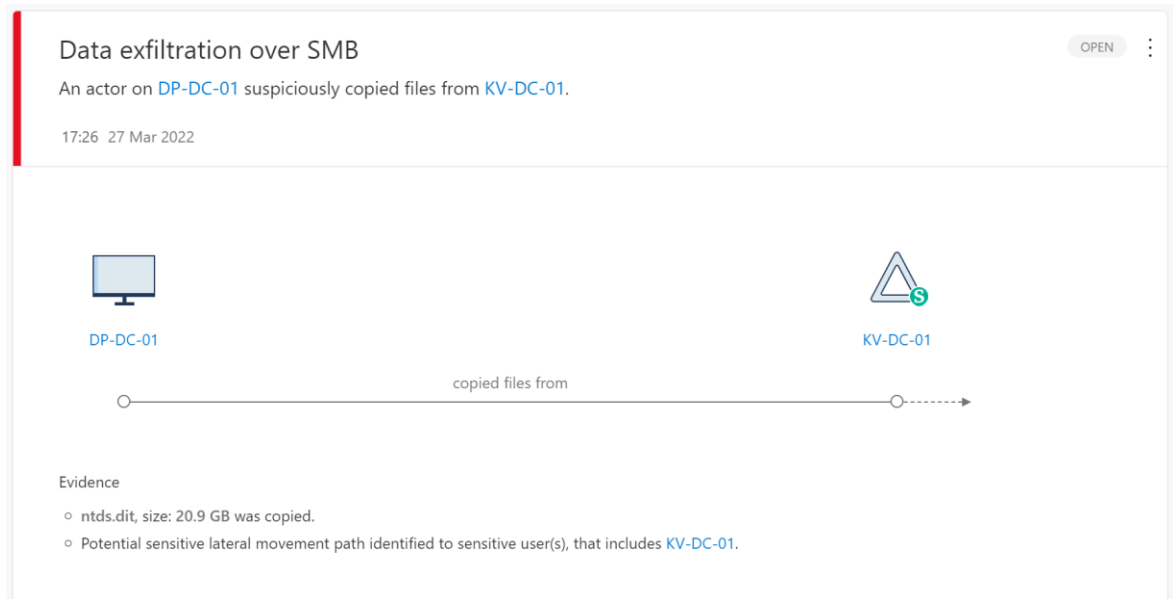 Data exfiltration over SMB
OPEN
An actor on DP-DC-01 suspiciously copied files from KV-DC-01.
17:26 27 Mar 2022
S
DP-DC-01
KV-DC-01
copied files from
Evidence
ntds.dit, size: 20.9 GB was copied.
Potential sensitive lateral movement path identified to sensitive user(s), that includes KV-DC-01.